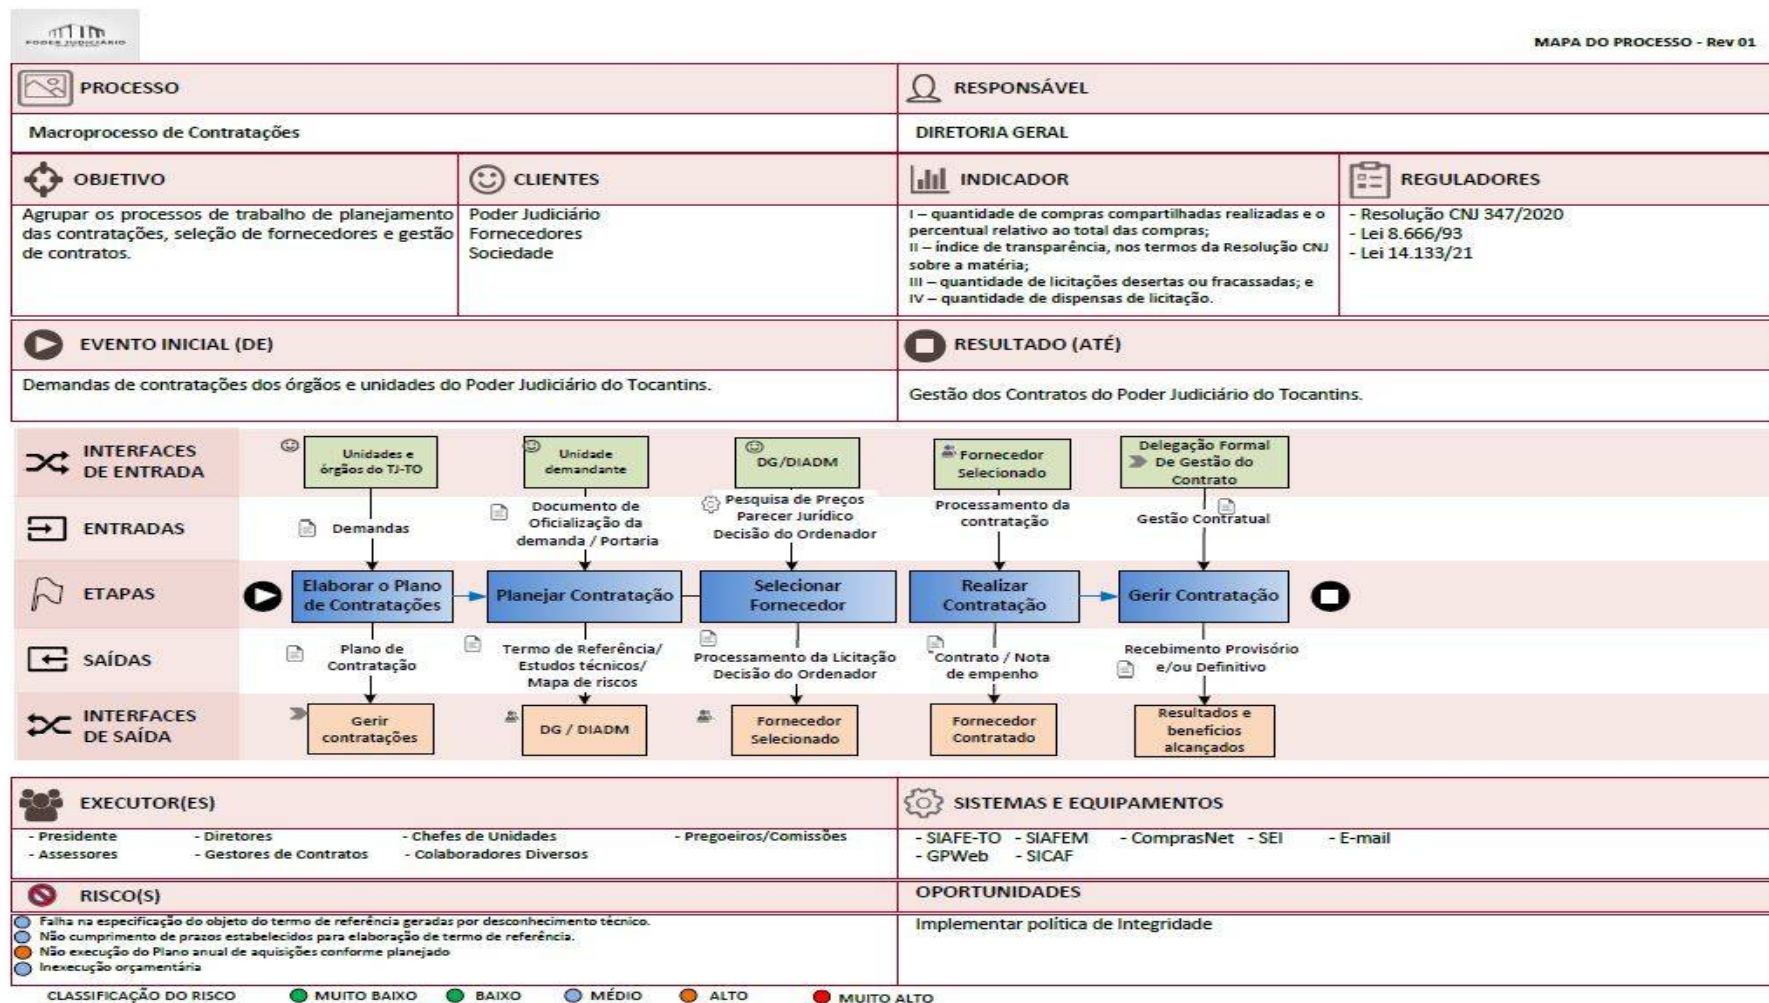 PODER JUDICIÁRIO
MAPA DO PROCESSO - Rev 01
PROCESSO
RESPONSÁVEL
Macroprocesso de Contratações
DIRETORIA GERAL
OBJETIVO
CLIENTES
INDICADOR
REGULADORES
Agrupar os processos de trabalho de planejamento
das contratações, seleção de fornecedores e gestão
de contratos.
Poder Judiciário
Fornecedores
Sociedade
I – quantidade de compras compartilhadas realizadas e o
percentual relativo ao total das compras;
II – índice de transparência, nos termos da Resolução CNJ
sobre a matéria;
III – quantidade de licitações desertas ou fracassadas; e
IV – quantidade de dispensas de licitação.
- Resolução CNJ 347/2020
- Lei 8.666/93
- Lei 14.133/21
EVENTO INICIAL (DE)
RESULTADO (ATÉ)
Demandas de contratações dos órgãos e unidades do Poder Judiciário do Tocantins.
Gestão dos Contratos do Poder Judiciário do Tocantins.
INTERFACES
DE ENTRADA
Unidades e
órgãos do TJ-TO
Unidade
demandante
DG/DIADM
Fornecedor
Selecionado
Delegação Formal
De Gestão do
Contrato
ENTRADAS
Demandas
Documento de
Oficialização da
demanda / Portaria
Pesquisa de Preços
Parecer Jurídico
Decisão do Ordenador
Processamento da
contratação
Gestão Contratual
ETAPAS
Elaborar o Plano
de Contratações
Planejar Contratação
Selecionar
Fornecedor
Realizar
Contratação
Gerir Contratação
SAÍDAS
Plano de
Contratação
Termo de Referência/
Estudos técnicos/
Mapa de riscos
Processamento da Licitação
Decisão do Ordenador
Contrato / Nota
de empenho
Recebimento Provisório
e/ou Definitivo
INTERFACES
DE SAÍDA
Gerir
contratações
DG / DIADM
Fornecedor
Selecionado
Fornecedor
Contratado
Resultados e
benefícios
alcançados
EXECUTOR(ES)
SISTEMAS E EQUIPAMENTOS
- Presidente - Diretores - Chefes de Unidades - Pregoeiros/Comissões
- Assessores - Gestores de Contratos - Colaboradores Diversos
- SIAFE-TO - SIAFEM - ComprasNet - SEI - E-mail
- GPWeb - SICAF
RISCO(S)
OPORTUNIDADES
Falha na especificação do objeto do termo de referência geradas por desconhecimento técnico.
Não cumprimento de prazos estabelecidos para elaboração de termo de referência.
Não execução do Plano anual de aquisições conforme planejado
Inexecução orçamentária
Implementar política de Integridade
CLASSIFICAÇÃO DO RISCO MUITO BAIXO BAIXO MÉDIO ALTO MUITO ALTO